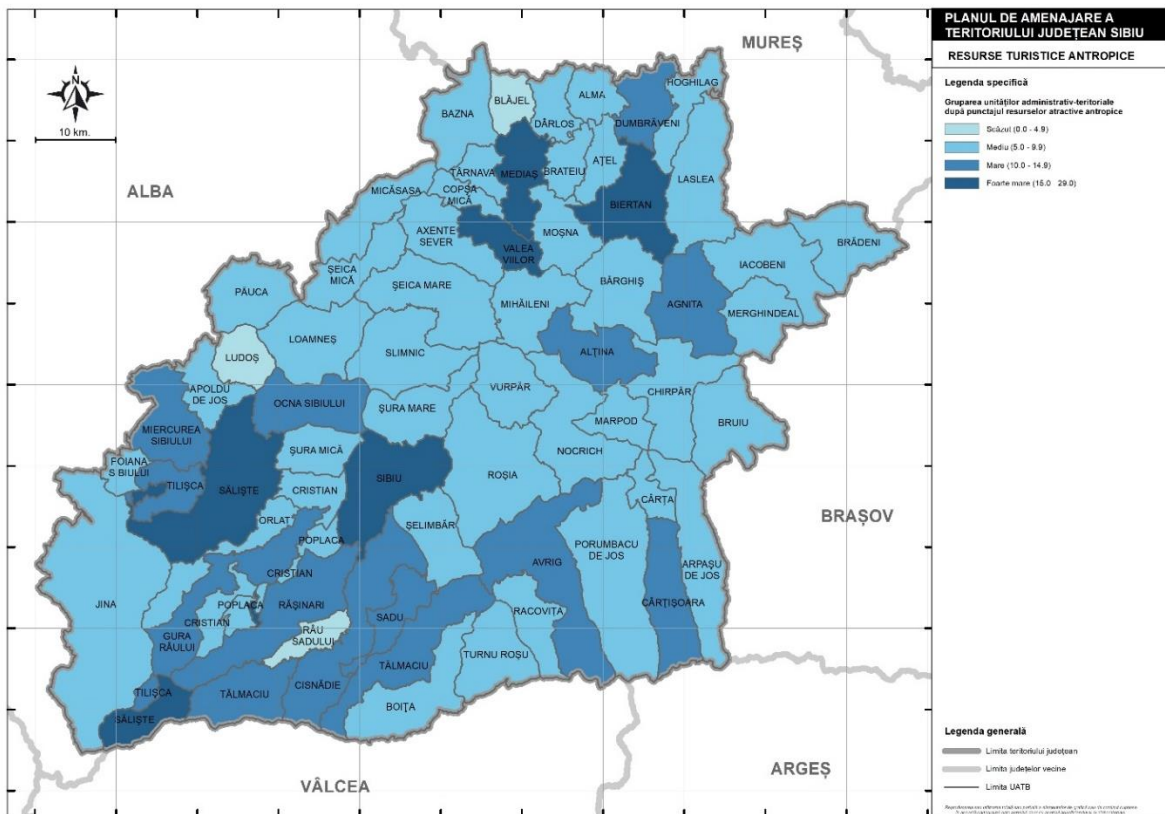 PLANUL DE AMENAJARE A
TERITORIULUI JUDEȚEAN SIBIU
RESURSE TURISTICE ANTROPICE
Legenda specifică
Gruparea unităților administrativ-teritoriale
după punctajul resurselor atractive antropice
Scăzut (0.0 - 4.9)
Mediu (5.0 - 9.9)
Mare (10.0 - 14.9)
Foarte mare (15.0 29.0)
10 km.
MUREȘ
ALBA
BRAȘOV
ARGEȘ
VÂLCEA
HOGHILAG
BLĂJEL
ALMA
BAZNA
DÂRLOS
DUMBRĂVENI
AȚEL
TÂRNAVA
MEDIAȘ
BRATEIU
LASLEA
MICĂSASA
COPȘA
MICĂ
BIERTAN
AXENTE
SEVER
MOȘNA
VALEA
VIILOR
BRĂDENI
IACOBENI
ȘEICA
MICĂ
BÂRGHIȘ
PĂUCA
ȘEICA MARE
MIHĂILENI
AGNITA
MERGHINDEAL
LOAMNEȘ
SLIMNIC
ALȚINA
LUDOȘ
APOLDU
DE JOS
OCNA SIBIULUI
ȘURA MARE
VURPĂR
CHIRPĂR
MARPOD
BRUIU
MIERCUREA
SIBIULUI
ȘURA MICĂ
NOCRICH
TILIȘCA
SĂLIȘTE
CRISTIAN
SIBIU
ROȘIA
CÂRȚA
ORLAT
POPLACA
ȘELIMBĂR
AVRIG
PORUMBACU
DE JOS
ARPAȘU
DE JOS
CRISTIAN
JINA
POPLACA
RĂȘINARI
CRISTIAN
SADU
RACOVIȚA
CÂRȚIȘOARA
GURA
RÂULUI
RÂU
SADULUI
TURNU ROȘU
TĂLMACIU
TILIȘCA
TĂLMACIU
CISNĂDIE
BOIȚA
SĂLIȘTE
Legenda generală
Limita teritoriului județean
Limita județelor vecine
Limita UATB